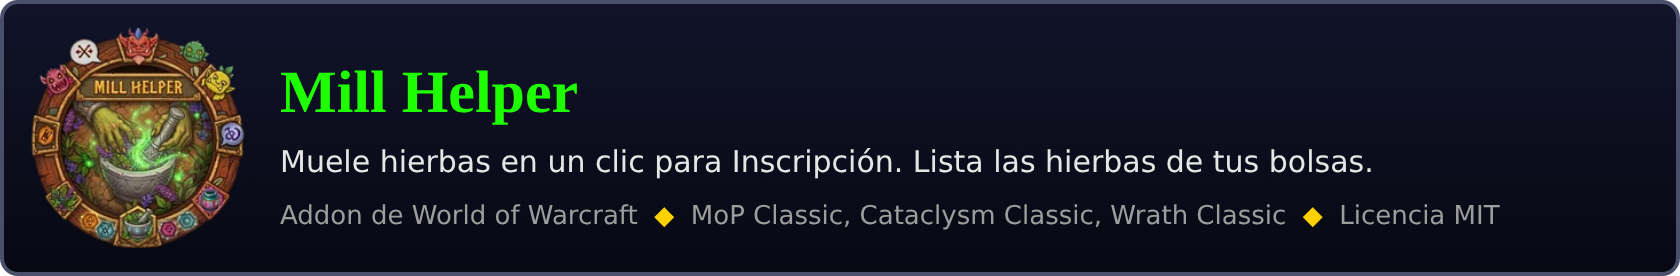 MILL HELPER
Mill Helper
Muele hierbas en un clic para Inscripción. Lista las hierbas de tus bolsas.
Addon de World of Warcraft ◆ MoP Classic, Cataclysm Classic, Wrath Classic ◆ Licencia MIT